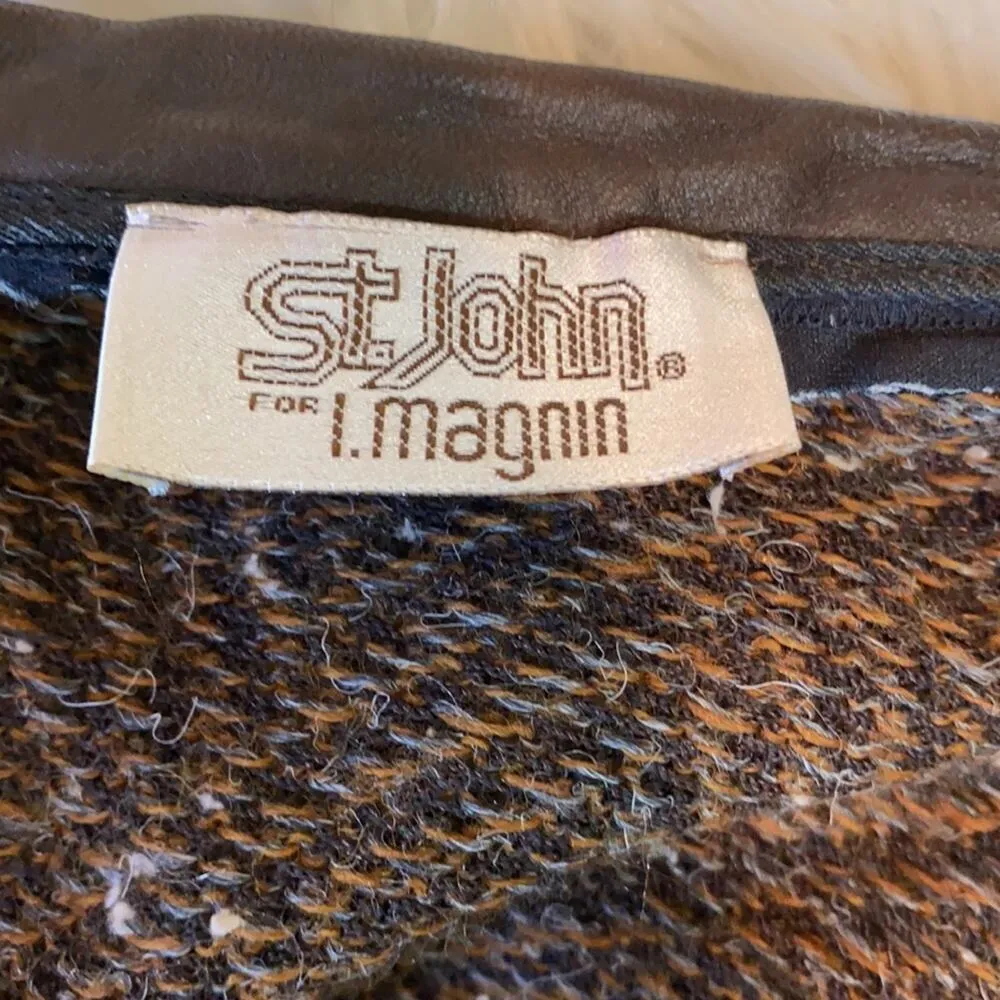 St. John®
FOR I. magnin